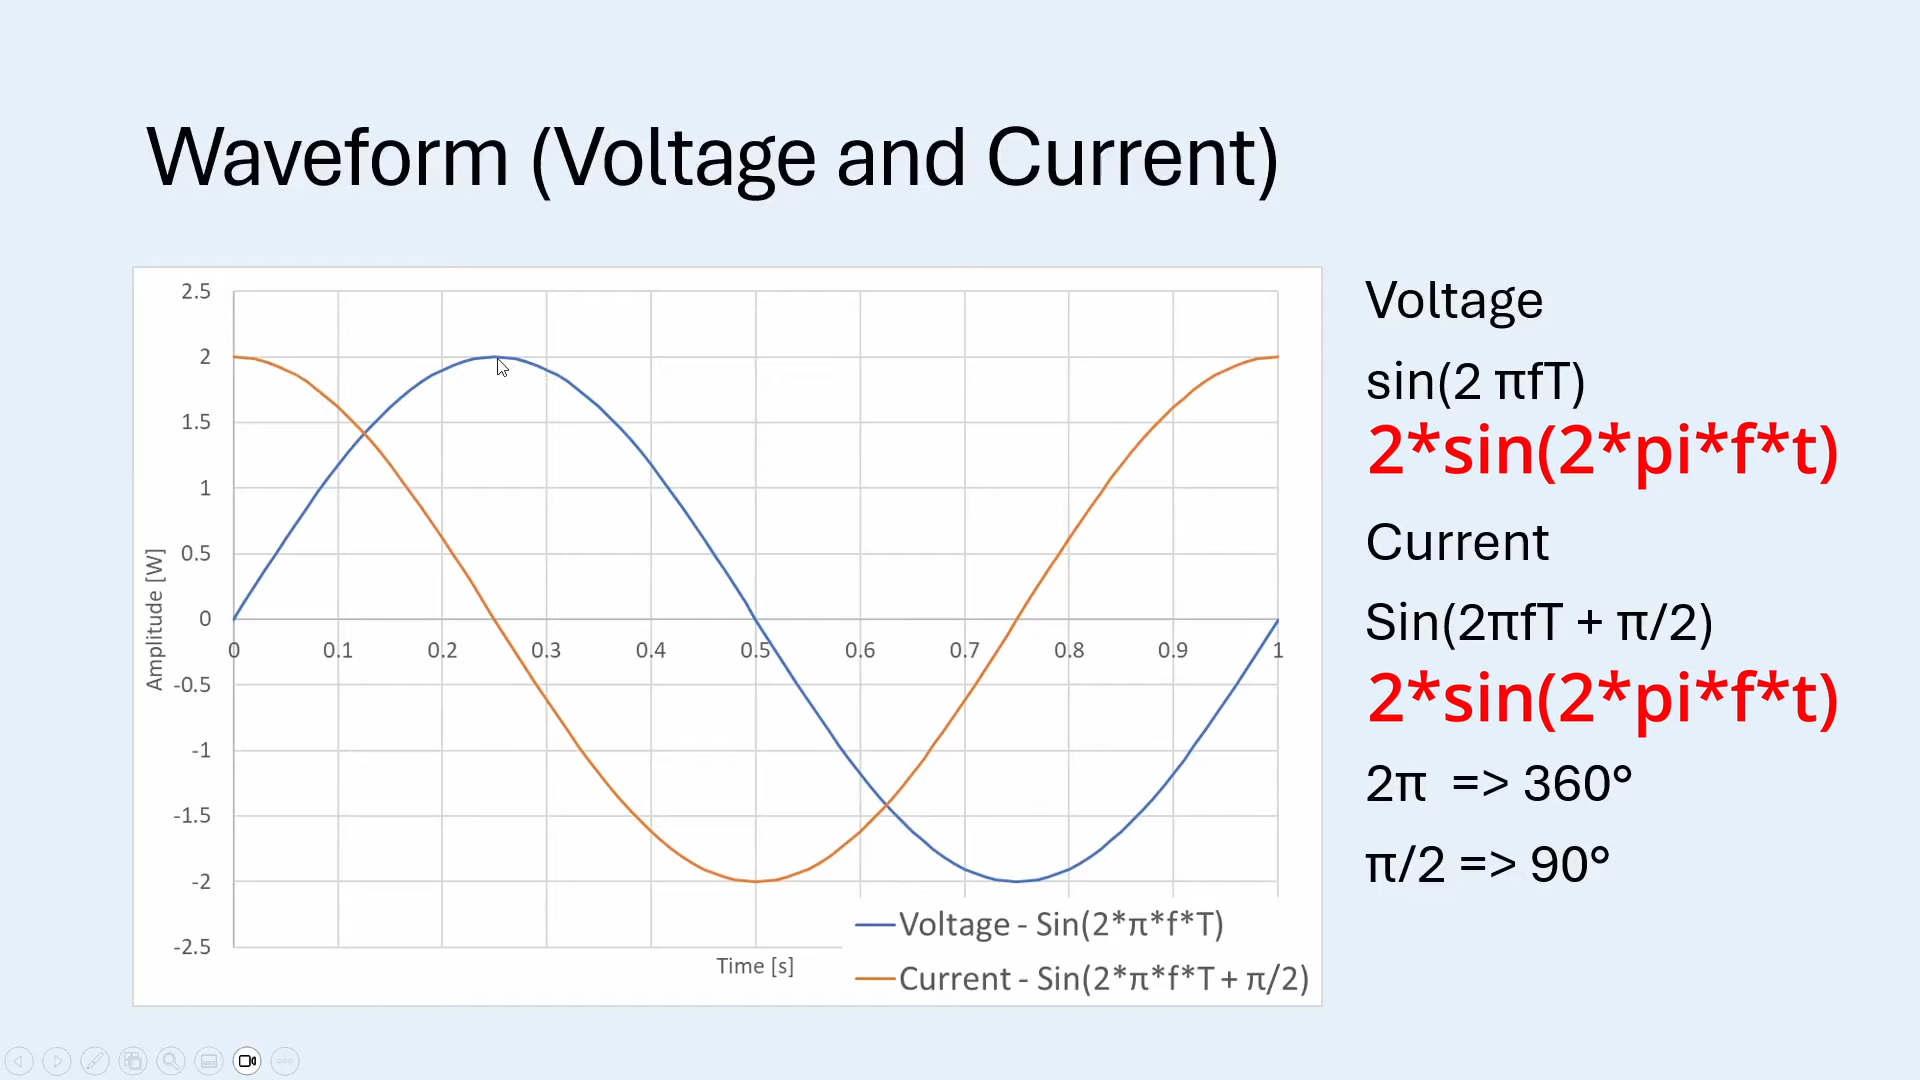 Waveform (Voltage and Current)
2.5
2
1.5
1
0.5
0
-0.5
-1
-1.5
-2
-2.5
Amplitude [W]
0 0.1 0.2 0.3 0.4 0.5 0.6 0.7 0.8 0.9 1
Time [s]
Voltage - Sin(2*π*f*T)
Current - Sin(2*π*f*T + π/2)
Voltage
sin(2 πfT)
2*sin(2*pi*f*t)
Current
Sin(2πfT + π/2)
2*sin(2*pi*f*t)
2π => 360°
π/2 => 90°